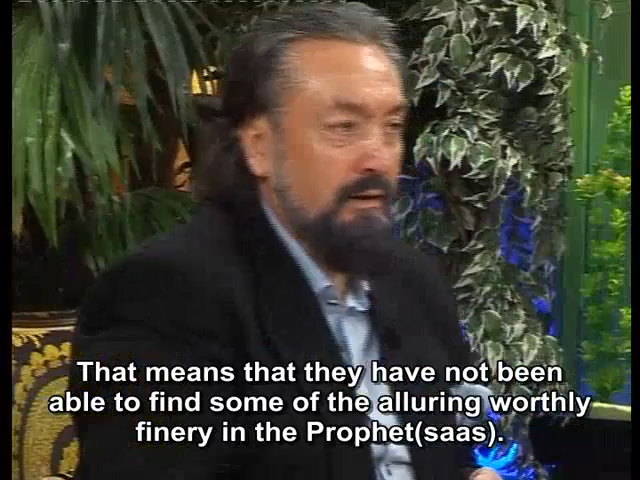 That means that they have not been
able to find some of the alluring worthly
finery in the Prophet(saas).